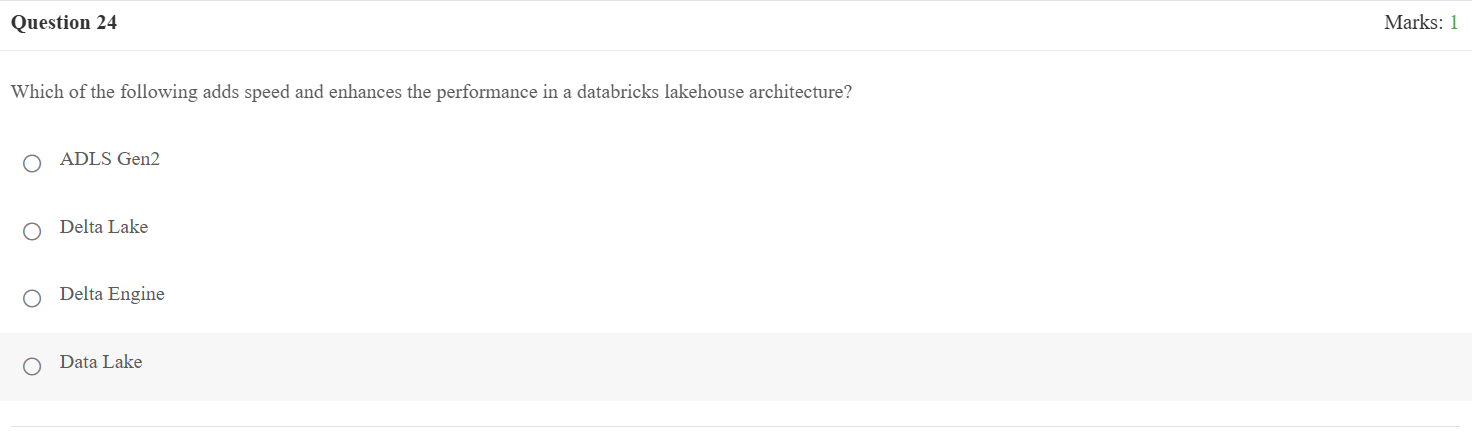 Question 24
Marks: 1
Which of the following adds speed and enhances the performance in a databricks lakehouse architecture?
ADLS Gen2
Delta Lake
Delta Engine
Data Lake